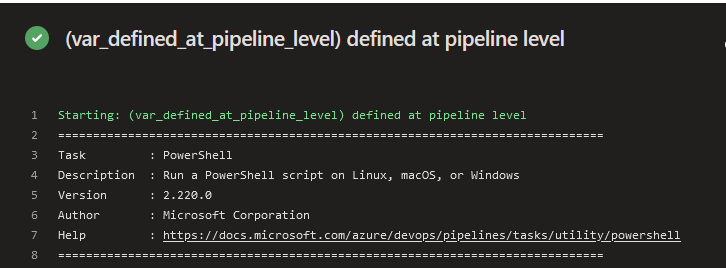 (var_defined_at_pipeline_level) defined at pipeline level
1 Starting: (var_defined_at_pipeline_level) defined at pipeline level
2 ==============================================================================
3 Task         : PowerShell
4 Description  : Run a PowerShell script on Linux, macOS, or Windows
5 Version      : 2.220.0
6 Author       : Microsoft Corporation
7 Help         : https://docs.microsoft.com/azure/devops/pipelines/tasks/utility/powershell
8 ==============================================================================